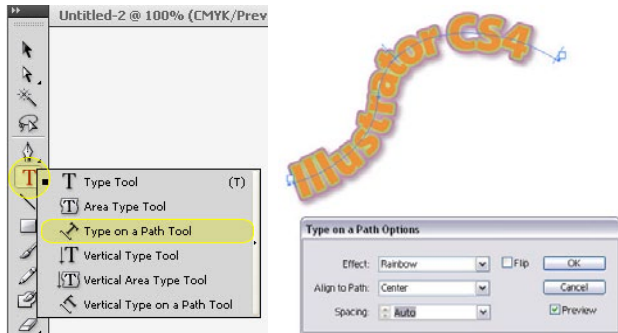 Untitled-2 @ 100% (CMYK/Prev
T Type Tool (T)
T Area Type Tool
Type on a Path Tool
T Vertical Type Tool
T Vertical Area Type Tool
Vertical Type on a Path Tool
Illustrator CS4
Type on a Path Options
Effect: Rainbow Flip OK
Align to Path: Center Cancel
Spacing: Auto Preview